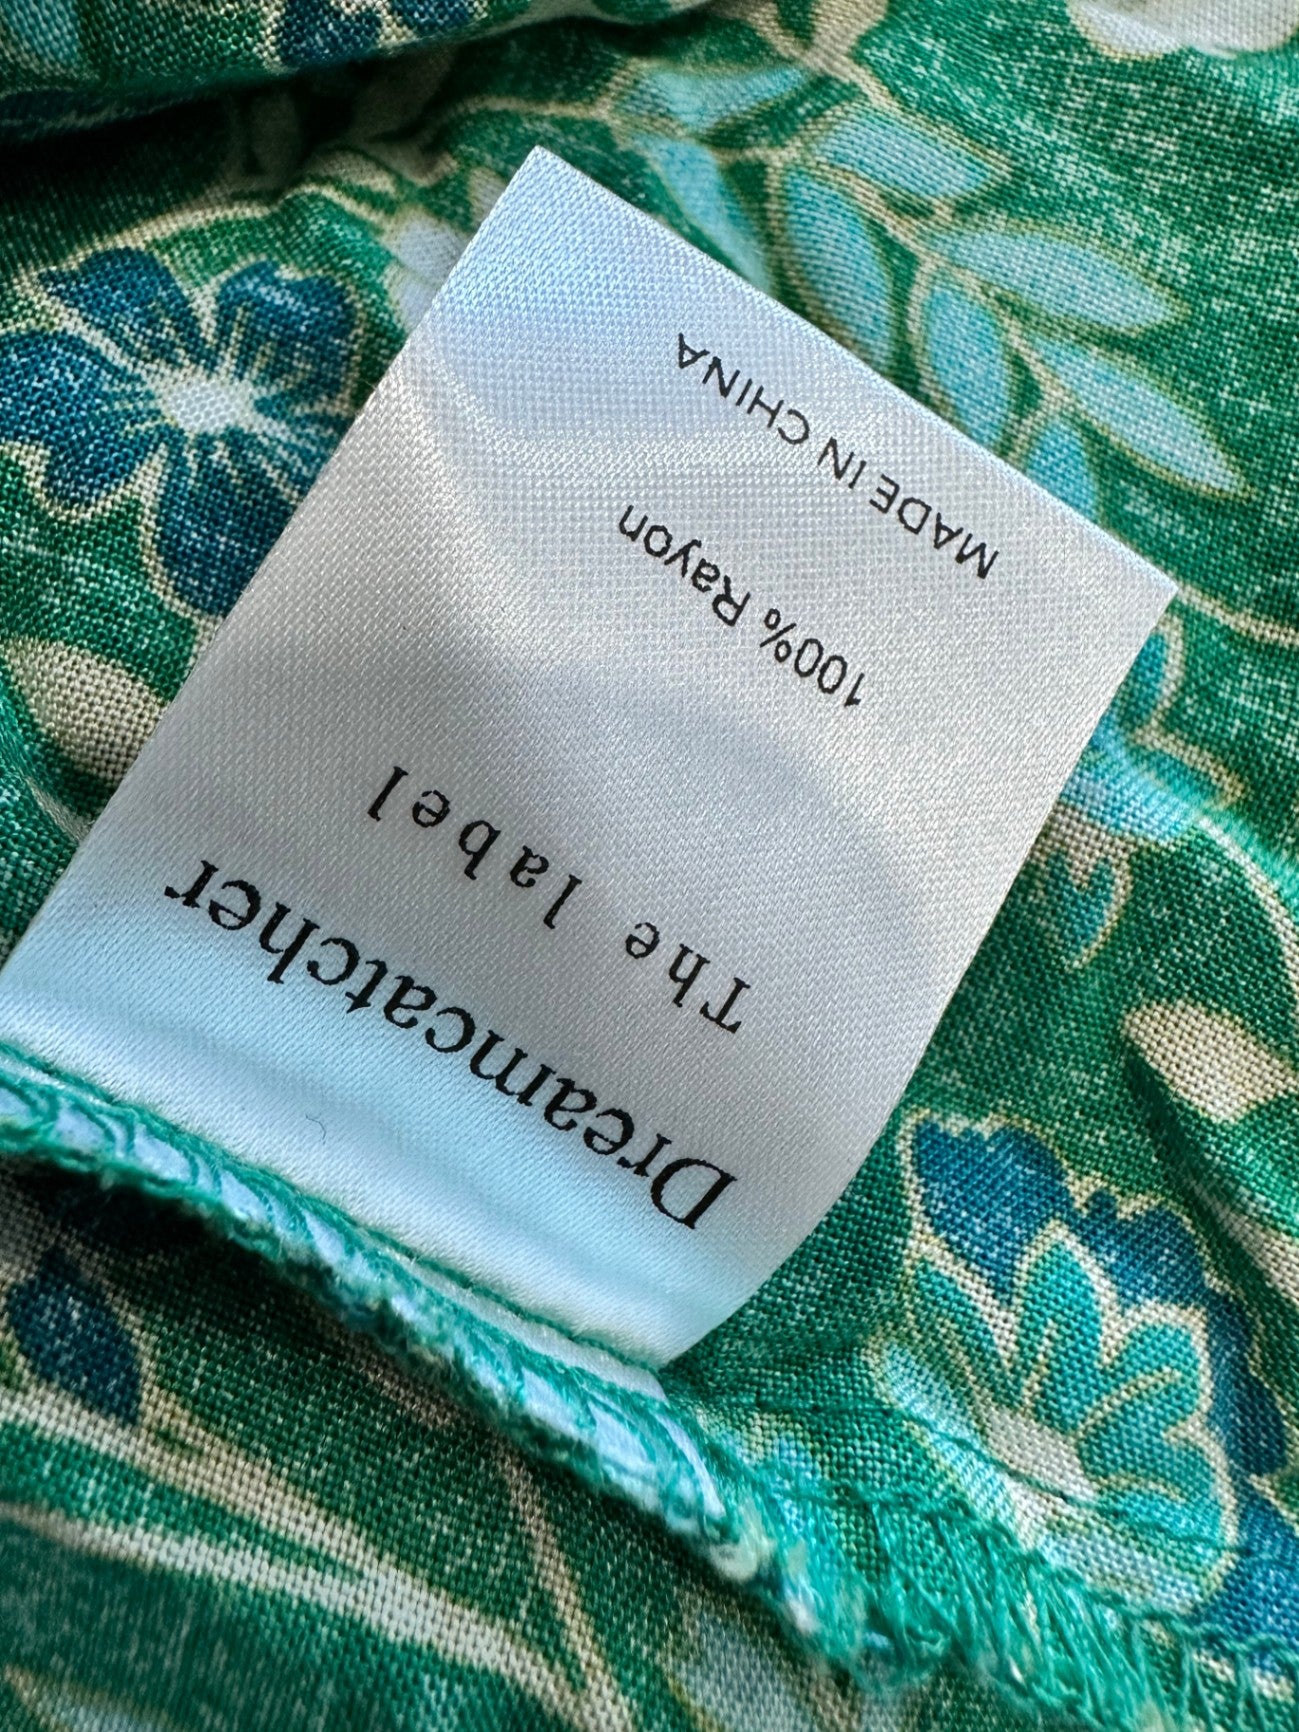 Dreamcatcher
The label
100% Rayon
MADE IN CHINA